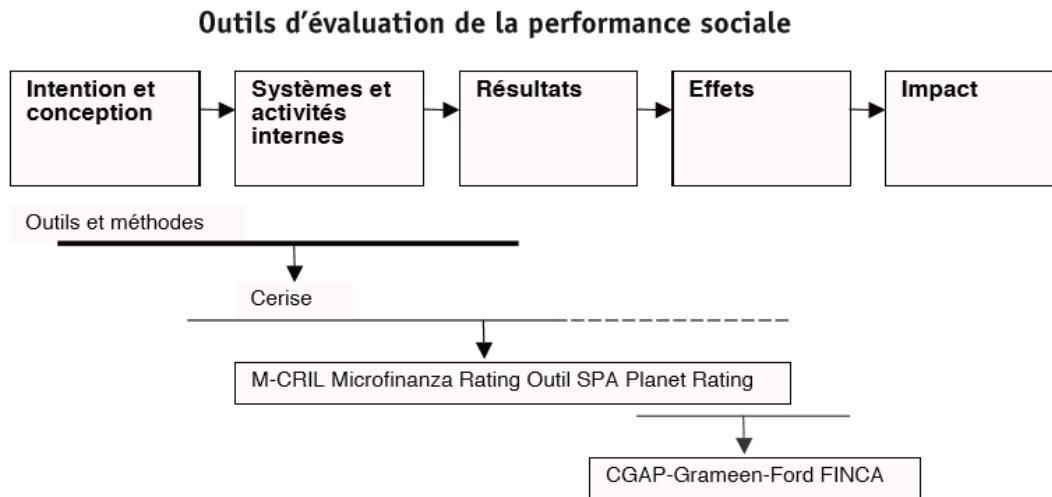 Outils d'évaluation de la performance sociale
Intention et
conception
Systèmes et
activités
internes
Résultats
Effets
Impact
Outils et méthodes
Cerise
M-CRIL Microfinanza Rating Outil SPA Planet Rating
CGAP-Grameen-Ford FINCA